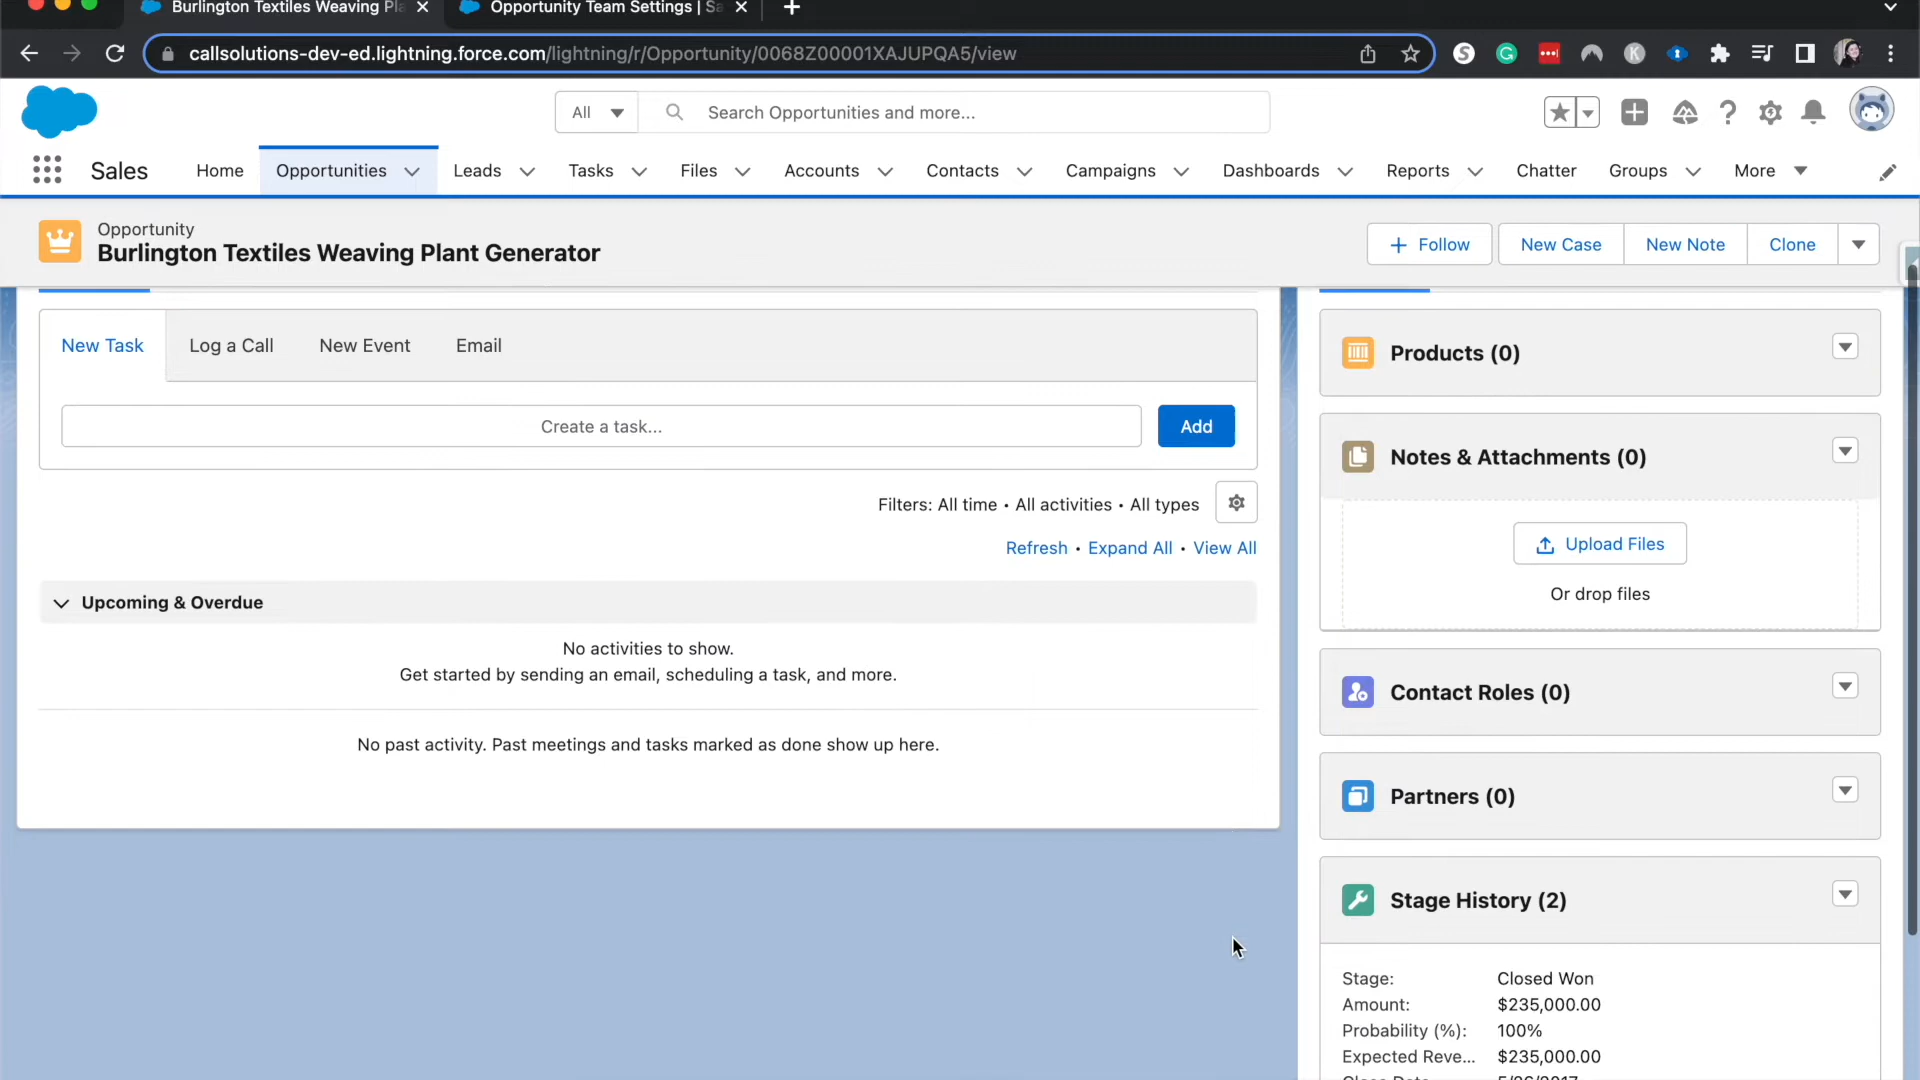 Burlington Textiles Weaving Pla
Opportunity Team Settings | Sa
callsolutions-dev-ed.lightning.force.com/lightning/r/Opportunity/0068Z00001XAJUPQA5/view
All
Search Opportunities and more...
Sales
Home
Opportunities
Leads
Tasks
Files
Accounts
Contacts
Campaigns
Dashboards
Reports
Chatter
Groups
More
Opportunity
Burlington Textiles Weaving Plant Generator
Follow
New Case
New Note
Clone
New Task
Log a Call
New Event
Email
Create a task...
Add
Filters: All time • All activities • All types
Refresh • Expand All • View All
Upcoming & Overdue
No activities to show.
Get started by sending an email, scheduling a task, and more.
No past activity. Past meetings and tasks marked as done show up here.
Products (0)
Notes & Attachments (0)
Upload Files
Or drop files
Contact Roles (0)
Partners (0)
Stage History (2)
Stage: Closed Won
Amount: $235,000.00
Probability (%): 100%
Expected Reve... $235,000.00